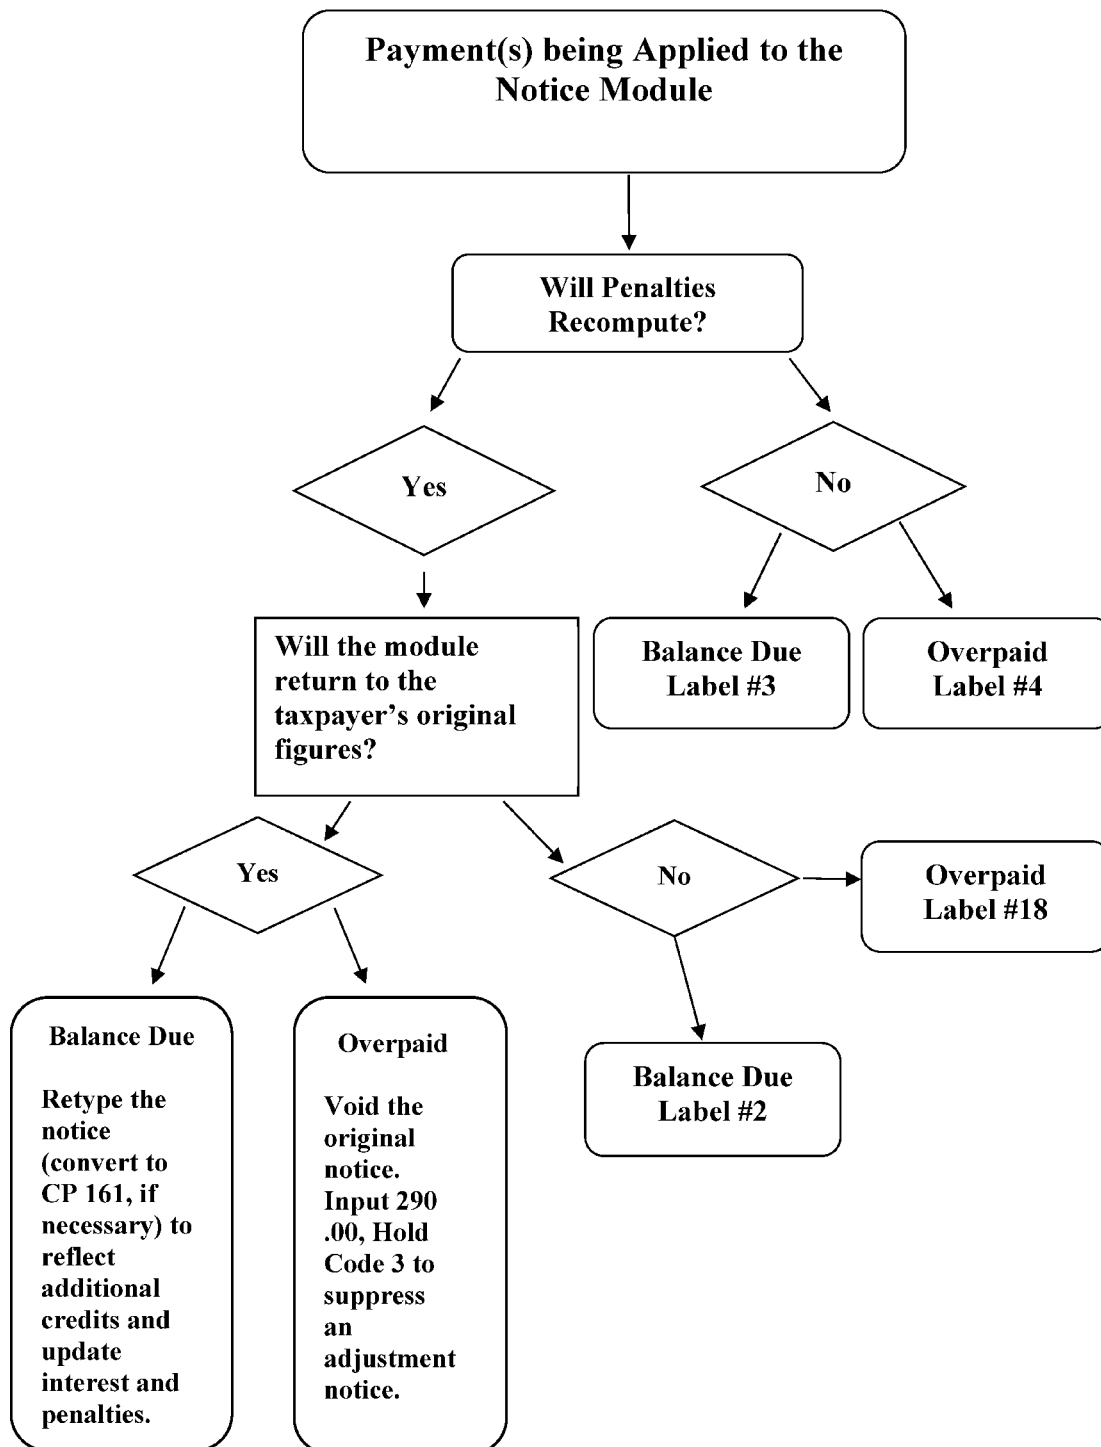 Payment(s) being Applied to the
Notice Module
Will Penalties
Recompute?
Yes
No
Will the module
return to the
taxpayer’s original
figures?
Balance Due
Label #3
Overpaid
Label #4
Yes
No
Overpaid
Label #18
Balance Due
Retype the
notice
(convert to
CP 161, if
necessary) to
reflect
additional
credits and
update
interest and
penalties.
Overpaid
Void the
original
notice.
Input 290
.00, Hold
Code 3 to
suppress
an
adjustment
notice.
Balance Due
Label #2